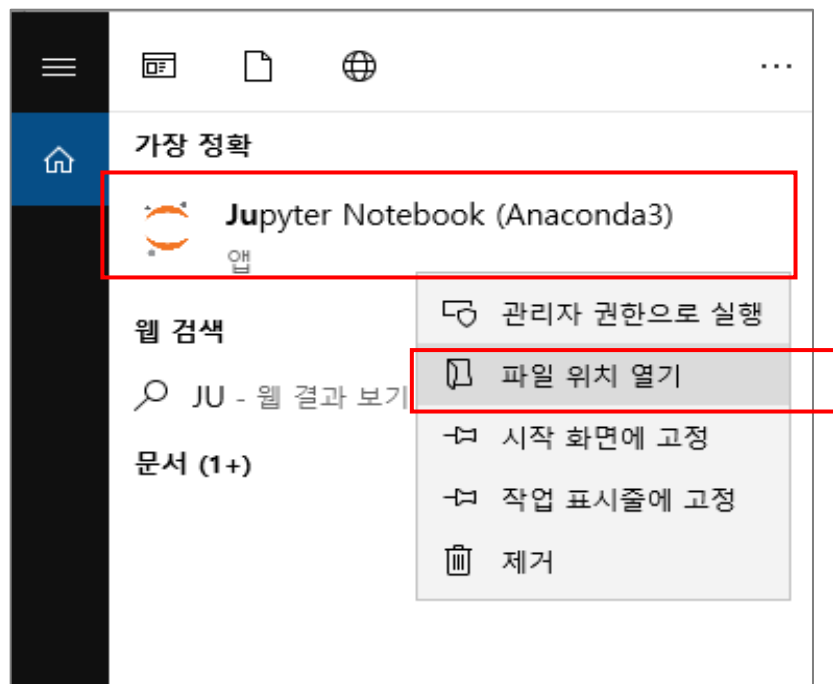 가장 정확
Jupyter Notebook (Anaconda3)
앱
관리자 권한으로 실행
웹 검색
파일 위치 열기
JU - 웹 결과 보기
시작 화면에 고정
문서 (1+)
작업 표시줄에 고정
제거